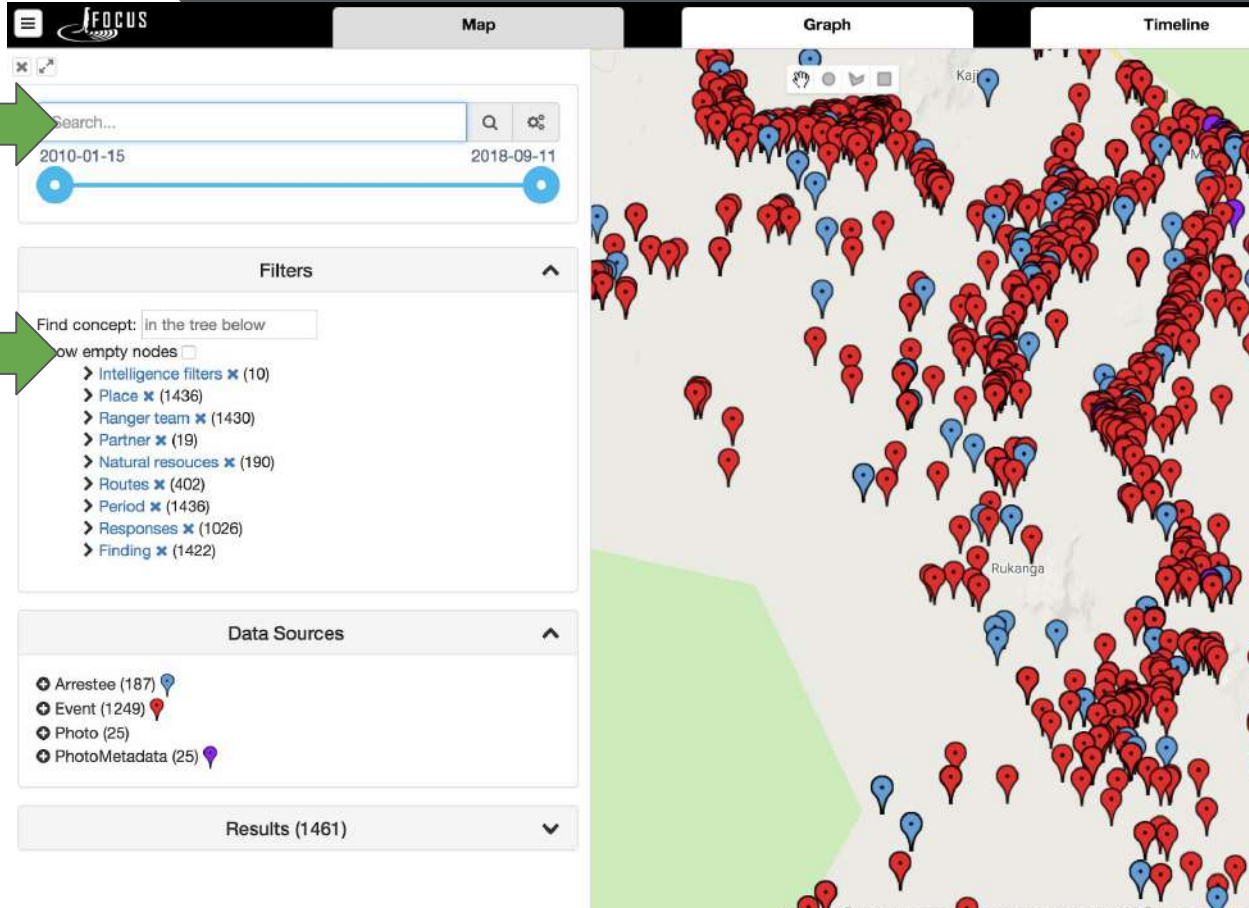 FOCUS
Map
Graph
Timeline
Search...
2010-01-15
2018-09-11
Filters
Find concept: in the tree below
ow empty nodes
Intelligence filters × (10)
Place × (1436)
Ranger team × (1430)
Partner × (19)
Natural resouces × (190)
Routes × (402)
Period × (1436)
Responses × (1026)
Finding × (1422)
Data Sources
Arrestee (187)
Event (1249)
Photo (25)
PhotoMetadata (25)
Results (1461)
Rukanga